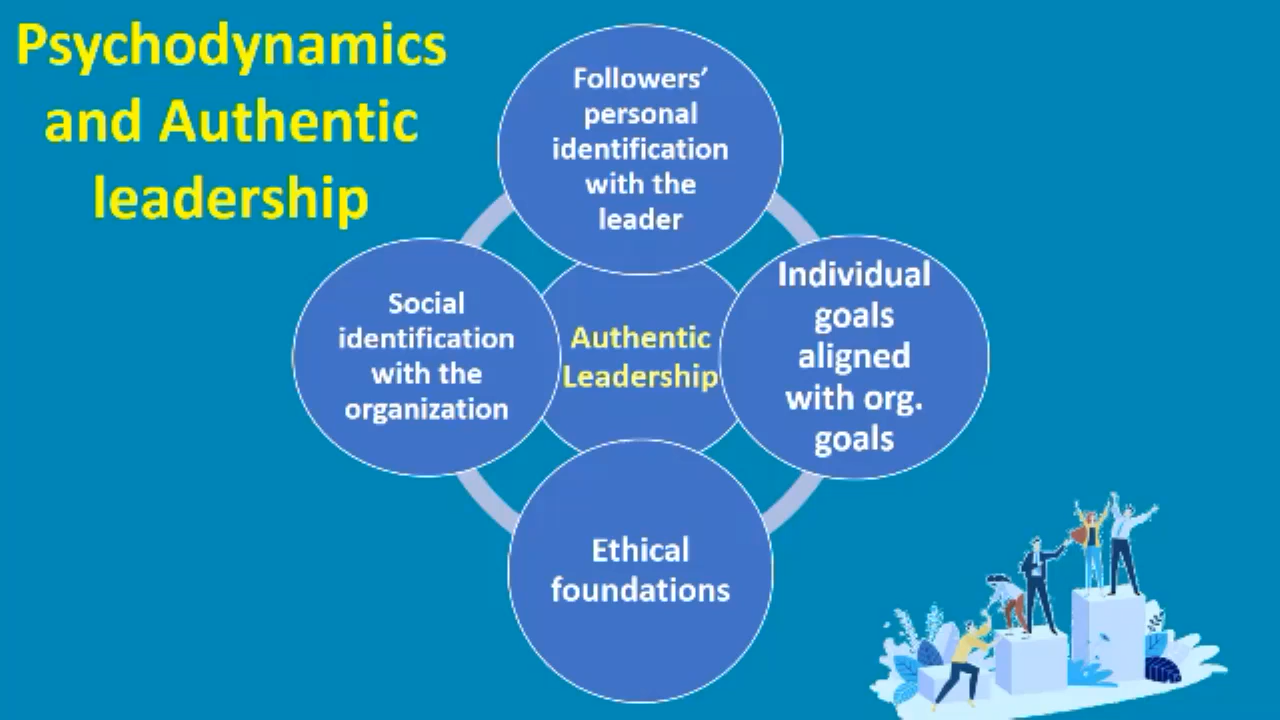 Psychodynamics
and Authentic
leadership
Followers’
personal
identification
with the
leader
Social
identification
with the
organization
Authentic
Leadership
Individual
goals
aligned
with org.
goals
Ethical
foundations